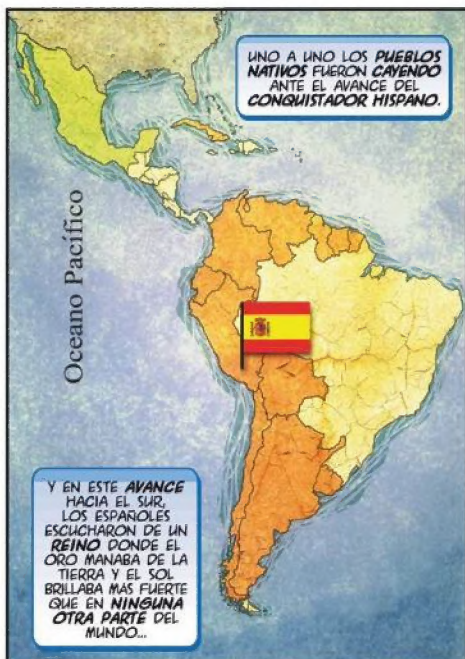 UNO A UNO LOS PUEBLOS
NATIVOS FUERON CAYENDO
ANTE EL AVANCE DEL
CONQUISTADOR HISPANO.
Oceano Pacífico
Y EN ESTE AVANCE
HACIA EL SUR,
LOS ESPAÑOLES
ESCUCHARON DE UN
REINO DONDE EL
ORO MANABA DE LA
TIERRA Y EL SOL
BRILLABA MÁS FUERTE
QUE EN NINGUNA
OTRA PARTE DEL
MUNDO...